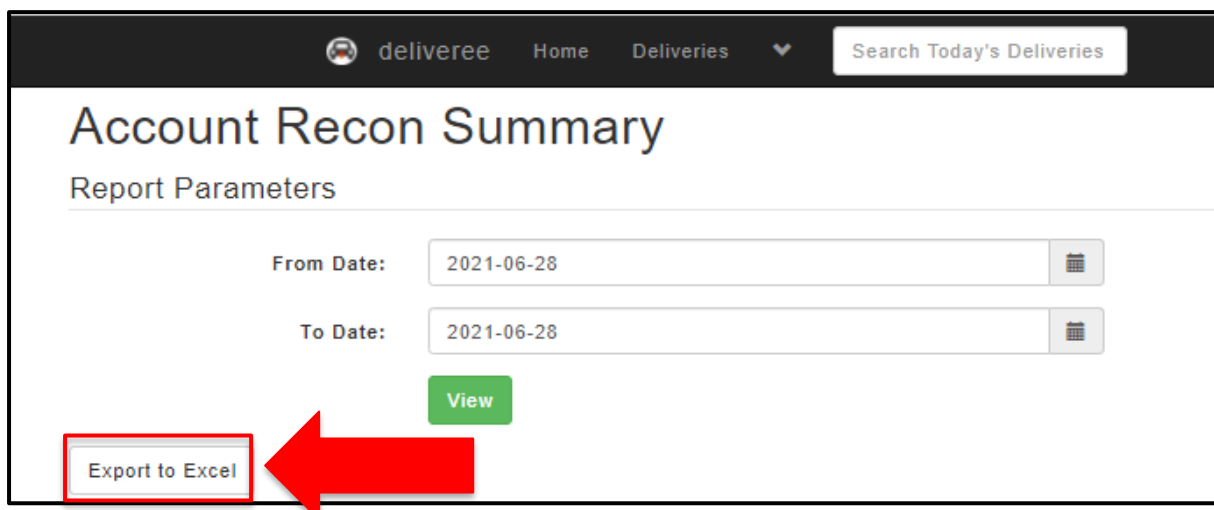 deliveree Home Deliveries Search Today's Deliveries
Account Recon Summary
Report Parameters
From Date: 2021-06-28
To Date: 2021-06-28
View
Export to Excel